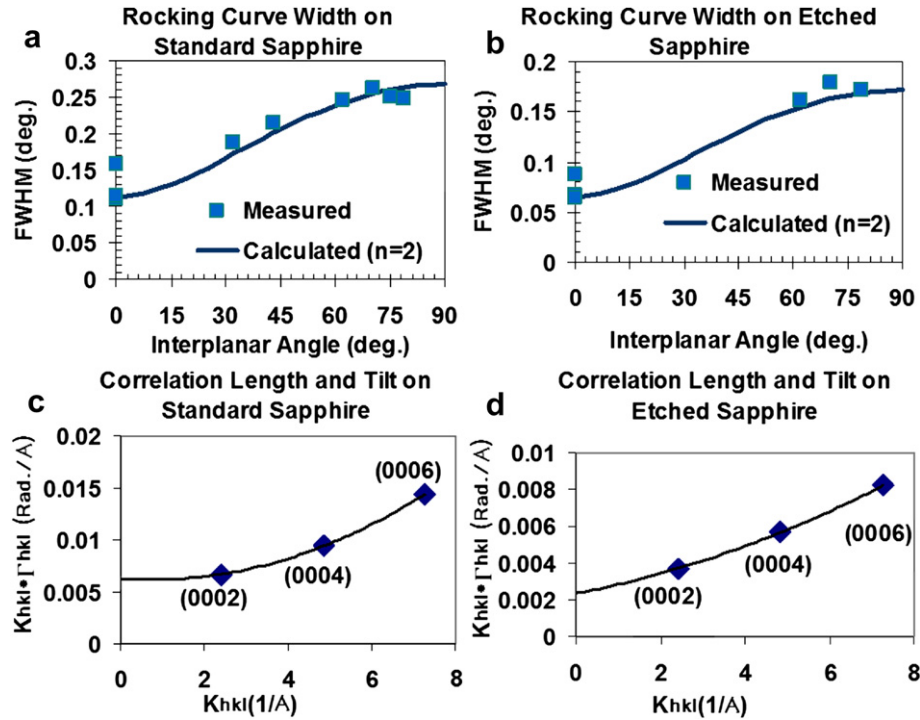 a
Rocking Curve Width on
Standard Sapphire
0.3
0.25
0.2
0.15
0.1
0.05
0
FWHM (deg.)
Measured
Calculated (n=2)
0 15 30 45 60 75 90
Interplanar Angle (deg.)
b
Rocking Curve Width on Etched
Sapphire
0.2
0.15
0.1
0.05
0
FWHM (deg.)
Measured
Calculated (n=2)
0 15 30 45 60 75 90
Interplanar Angle (deg.)
c
Correlation Length and Tilt on
Standard Sapphire
0.02
0.015
0.01
0.005
0
Khkl•Γhkl (Rad./A)
(0006)
(0002)
(0004)
0 2 4 6 8
Khkl(1/A)
d
Correlation Length and Tilt on
Etched Sapphire
0.01
0.008
0.006
0.004
0.002
0
Khkl•Γhkl (Rad./A)
(0006)
(0004)
(0002)
0 2 4 6 8
Khkl(1/A)